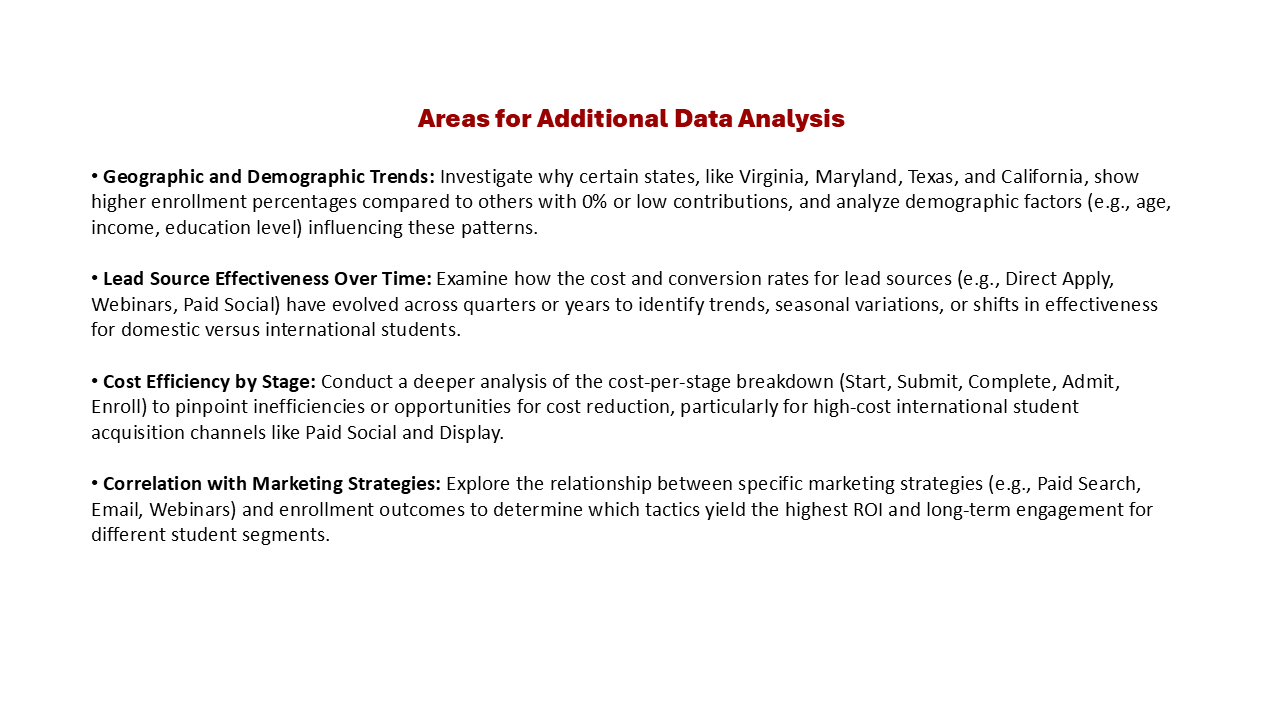 Areas for Additional Data Analysis
• Geographic and Demographic Trends: Investigate why certain states, like Virginia, Maryland, Texas, and California, show
higher enrollment percentages compared to others with 0% or low contributions, and analyze demographic factors (e.g., age,
income, education level) influencing these patterns.
• Lead Source Effectiveness Over Time: Examine how the cost and conversion rates for lead sources (e.g., Direct Apply,
Webinars, Paid Social) have evolved across quarters or years to identify trends, seasonal variations, or shifts in effectiveness
for domestic versus international students.
• Cost Efficiency by Stage: Conduct a deeper analysis of the cost-per-stage breakdown (Start, Submit, Complete, Admit,
Enroll) to pinpoint inefficiencies or opportunities for cost reduction, particularly for high-cost international student
acquisition channels like Paid Social and Display.
• Correlation with Marketing Strategies: Explore the relationship between specific marketing strategies (e.g., Paid Search,
Email, Webinars) and enrollment outcomes to determine which tactics yield the highest ROI and long-term engagement for
different student segments.